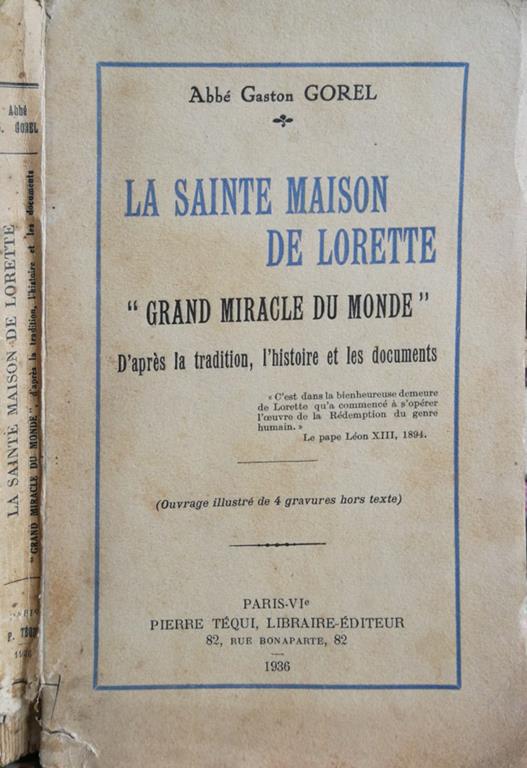 Abbé
GOREL
LA SAINTE MAISON DE LORETTE
"GRAND MIRACLE DU MONDE" d'après la tradition, l'histoire et les documents
Abbé Gaston GOREL
LA SAINTE MAISON
DE LORETTE
“ GRAND MIRACLE DU MONDE ”
D'après la tradition, l'histoire et les documents
« C'est dans la bienheureuse demeure
de Lorette qu'a commencé à s'opérer
l'œuvre de la Rédemption du genre
humain. »
Le pape Léon XIII, 1894.
(Ouvrage illustré de 4 gravures hors texte)
PARIS-VIe
PIERRE TÉQUI, LIBRAIRE-ÉDITEUR
82, RUE BONAPARTE, 82
1936